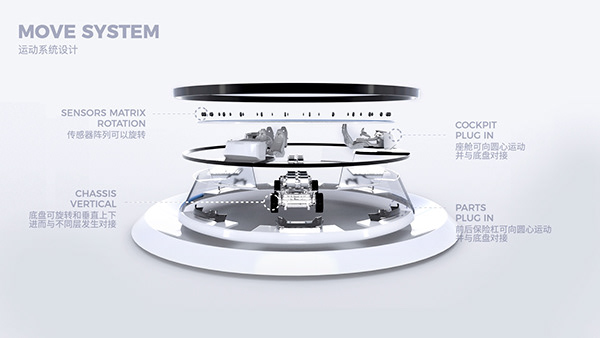 MOVE SYSTEM
运动系统设计
SENSORS MATRIX
ROTATION
传感器阵列可以旋转
CHASSIS
VERTICAL
底盘可旋转和垂直上下
进而与不同层发生对接
COCKPIT
PLUG IN
座舱可向圆心运动
并与底盘对接
PARTS
PLUG IN
前后保险杠可向圆心运动
并与底盘对接